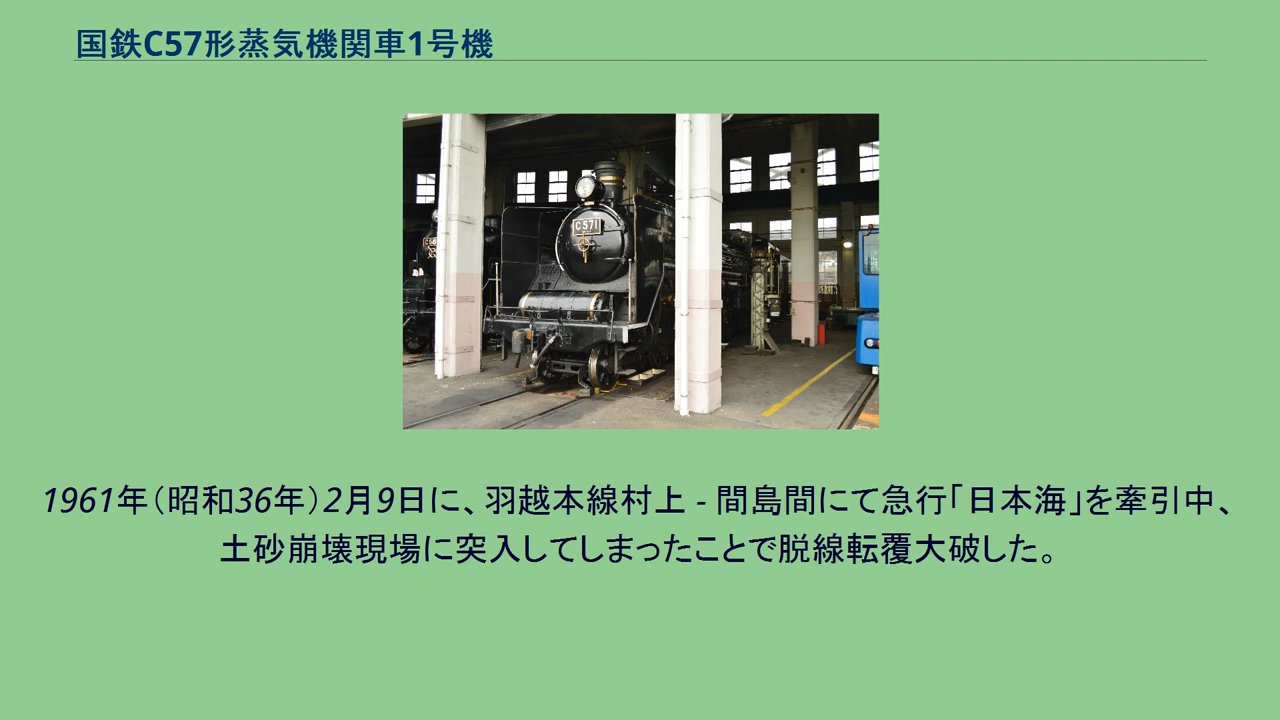 国鉄C57形蒸気機関車1号機
C571
1961年（昭和36年）2月9日に、羽越本線村上 - 間島間にて急行「日本海」を牽引中、
土砂崩壊現場に突入してしまったことで脱線転覆大破した。